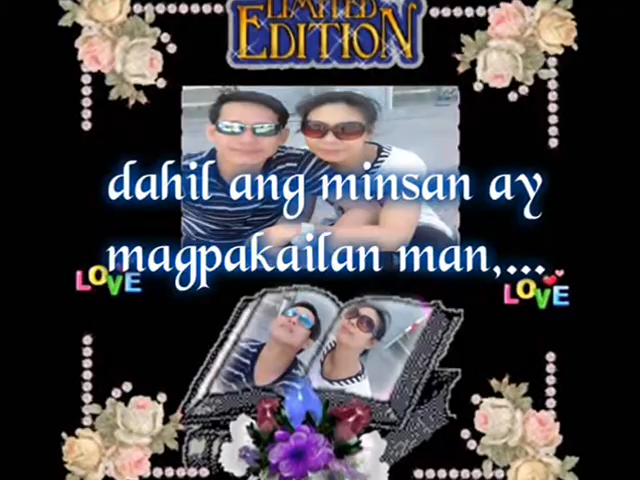 LIMITED
EDITION
dahil ang minsan ay
magpakailan man,...
LOVE
LOVE